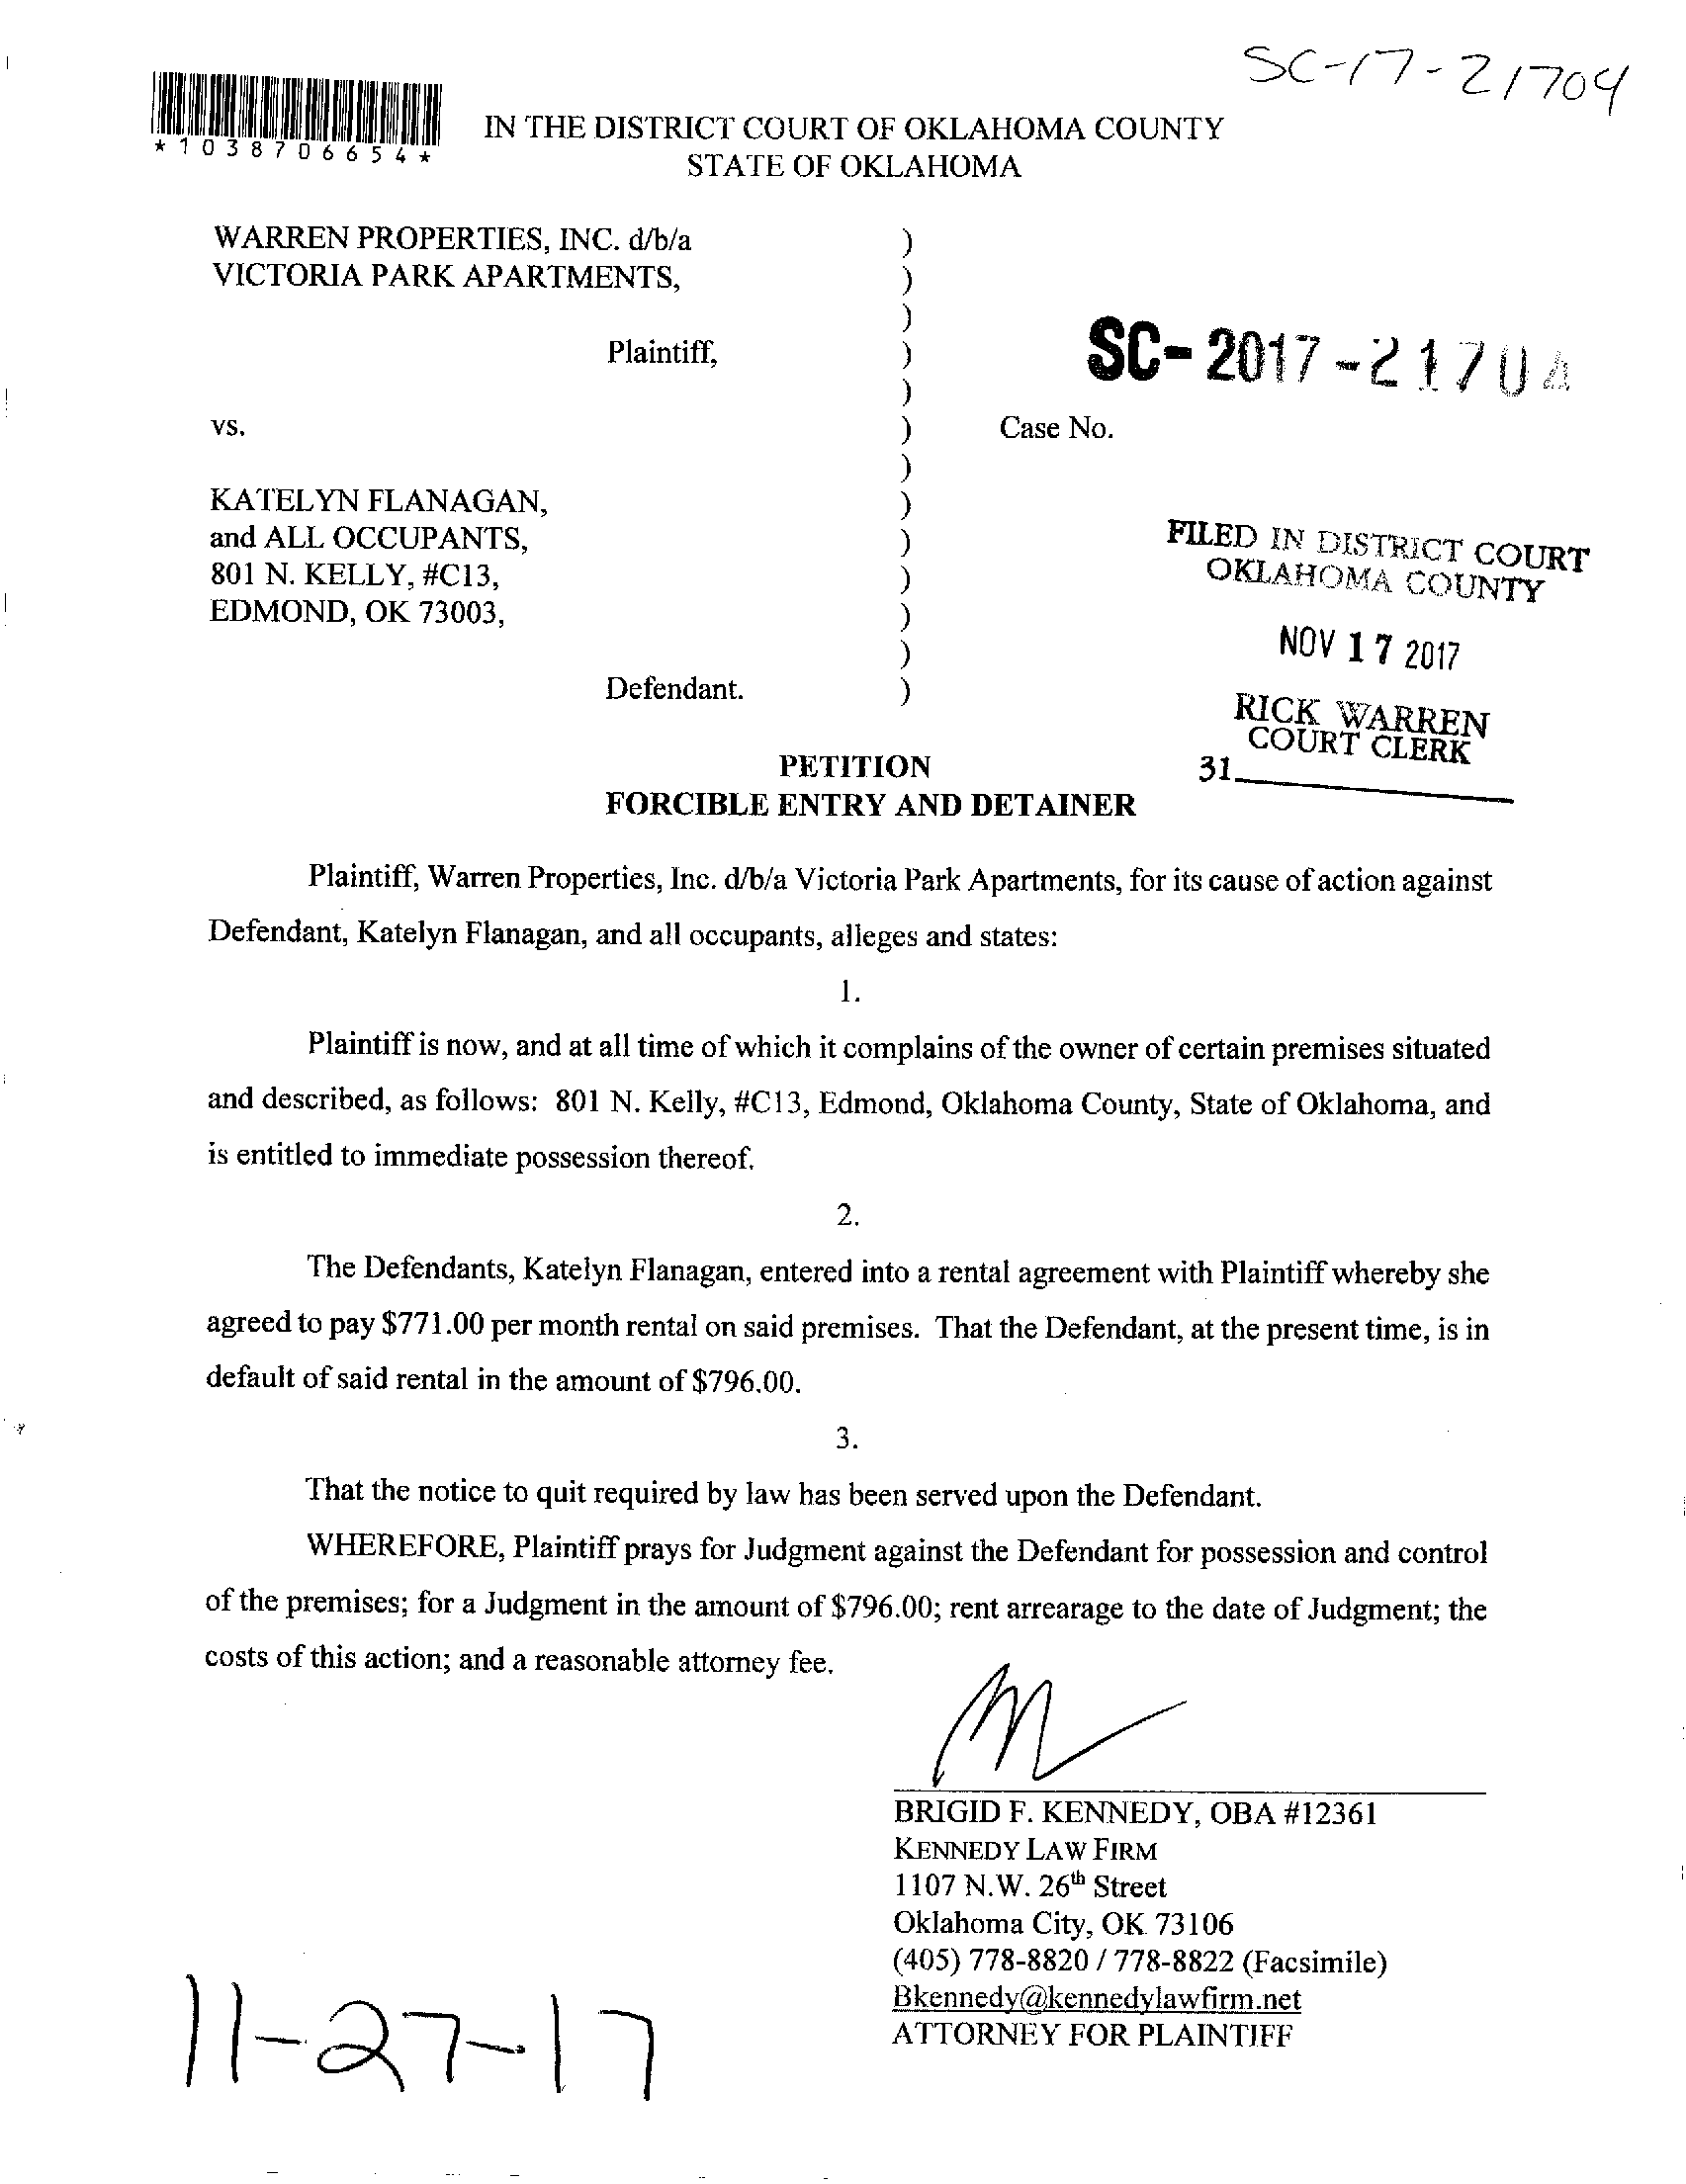 SC-17-21704
*1038706654*
IN THE DISTRICT COURT OF OKLAHOMA COUNTY
STATE OF OKLAHOMA
WARREN PROPERTIES, INC. d/b/a )
VICTORIA PARK APARTMENTS, )
)
Plaintiff, )
SC-2017-21704
)
vs. ) Case No.
)
KATELYN FLANAGAN, )
and ALL OCCUPANTS, )
801 N. KELLY, #C13, )
EDMOND, OK 73003, )
)
Defendant. )
FILED IN DISTRICT COURT
OKLAHOMA COUNTY
NOV 17 2017
RICK WARREN
COURT CLERK
31
PETITION
FORCIBLE ENTRY AND DETAINER
Plaintiff, Warren Properties, Inc. d/b/a Victoria Park Apartments, for its cause of action against
Defendant, Katelyn Flanagan, and all occupants, alleges and states:
1.
Plaintiff is now, and at all time of which it complains of the owner of certain premises situated
and described, as follows: 801 N. Kelly, #C13, Edmond, Oklahoma County, State of Oklahoma, and
is entitled to immediate possession thereof.
2.
The Defendants, Katelyn Flanagan, entered into a rental agreement with Plaintiff whereby she
agreed to pay $771.00 per month rental on said premises. That the Defendant, at the present time, is in
default of said rental in the amount of $796.00.
3.
That the notice to quit required by law has been served upon the Defendant.
WHEREFORE, Plaintiff prays for Judgment against the Defendant for possession and control
of the premises; for a Judgment in the amount of $796.00; rent arrearage to the date of Judgment; the
costs of this action; and a reasonable attorney fee.
BRIGID F. KENNEDY, OBA #12361
KENNEDY LAW FIRM
1107 N.W. 26th Street
Oklahoma City, OK 73106
(405) 778-8820 / 778-8822 (Facsimile)
Bkennedy@kennedylawfirm.net
ATTORNEY FOR PLAINTIFF
11-27-17